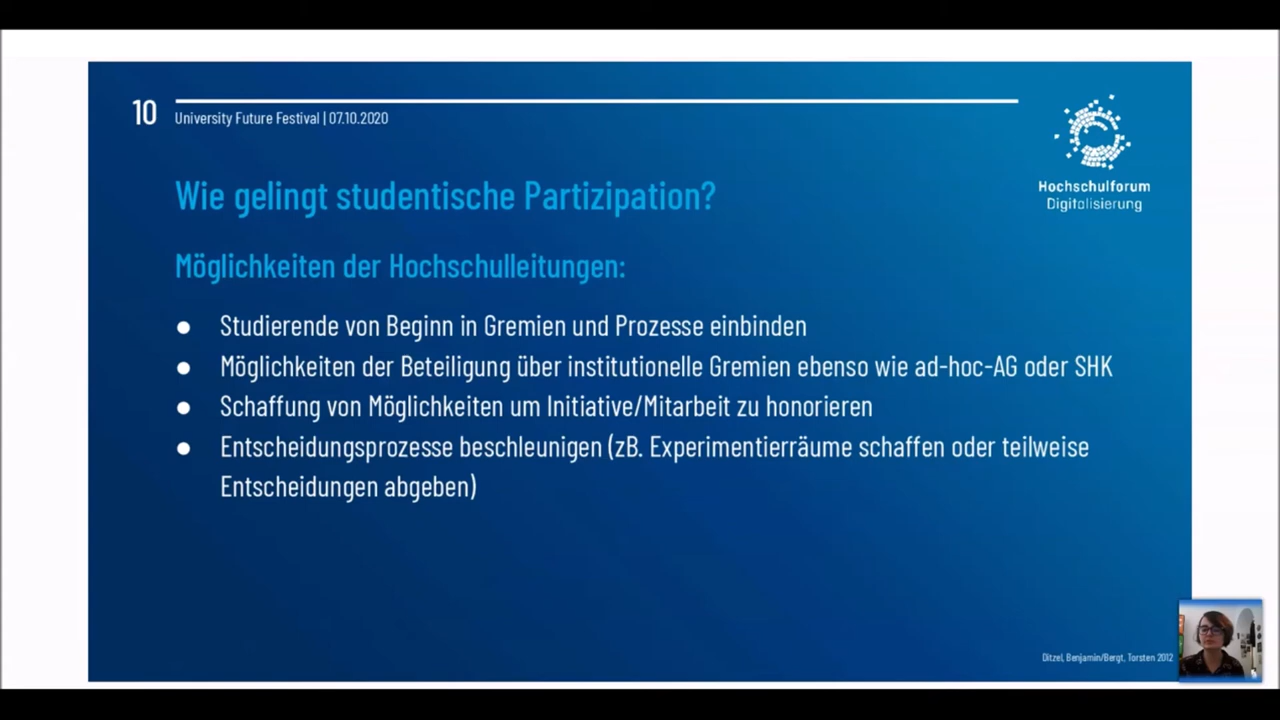 10
University Future Festival | 07.10.2020
Hochschulforum
Digitalisierung
Wie gelingt studentische Partizipation?
Möglichkeiten der Hochschulleitungen:
● Studierende von Beginn in Gremien und Prozesse einbinden
● Möglichkeiten der Beteiligung über institutionelle Gremien ebenso wie ad-hoc-AG oder SHK
● Schaffung von Möglichkeiten um Initiative/Mitarbeit zu honorieren
● Entscheidungsprozesse beschleunigen (zB. Experimentierräume schaffen oder teilweise
Entscheidungen abgeben)
Ditzel, Benjamin/Bergt, Torsten 2012